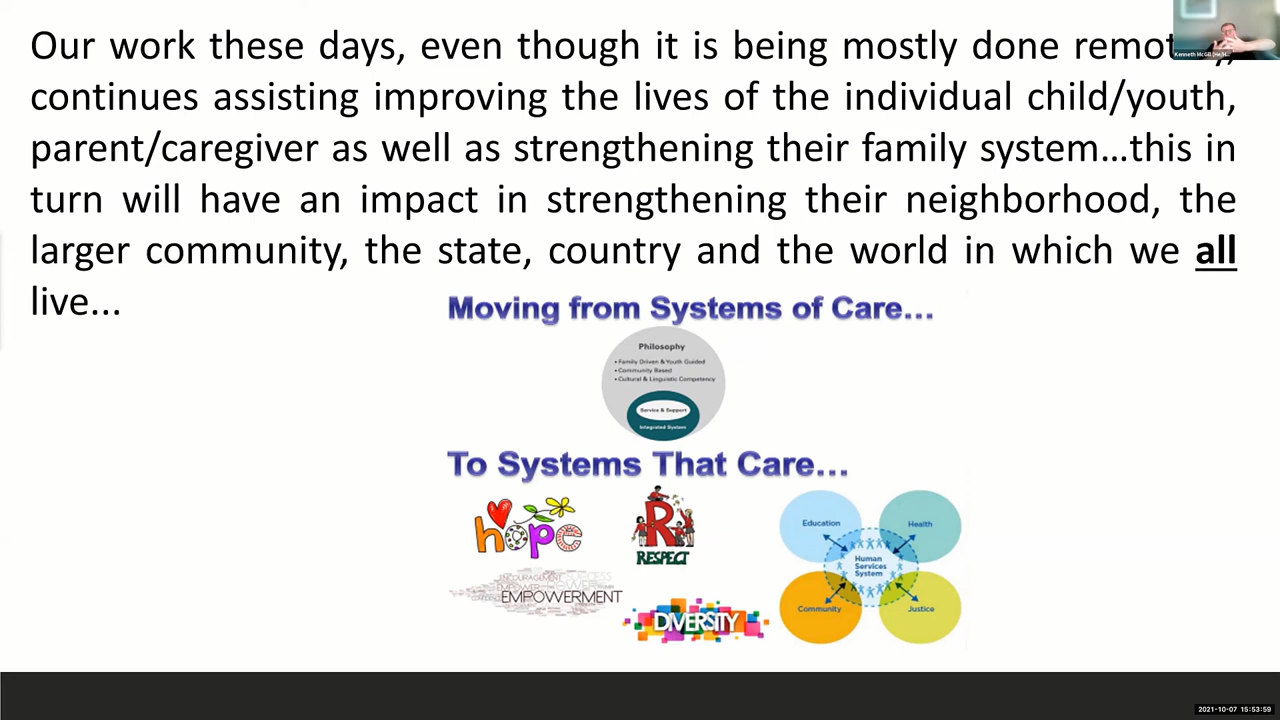 Our work these days, even though it is being mostly done
continues assisting improving the lives of the individual child/youth,
parent/caregiver as well as strengthening their family system...this in
turn will have an impact in strengthening their neighborhood, the
larger community, the state, country and the world in which we all
live...
Moving from Systems of Care...
Philosophy
• Family Driven & Youth Guided
• Community Based
• Cultural & Linguistic Competency
Service & Support
Integrated System
To Systems That Care...
hope
R
RESPECT
ENCOURAGEMENT
SUCCESS
EMPOWERMENT
DIVERSITY
Education
Health
Human
Services
System
Community
Justice
2021-10-07 15:53:59